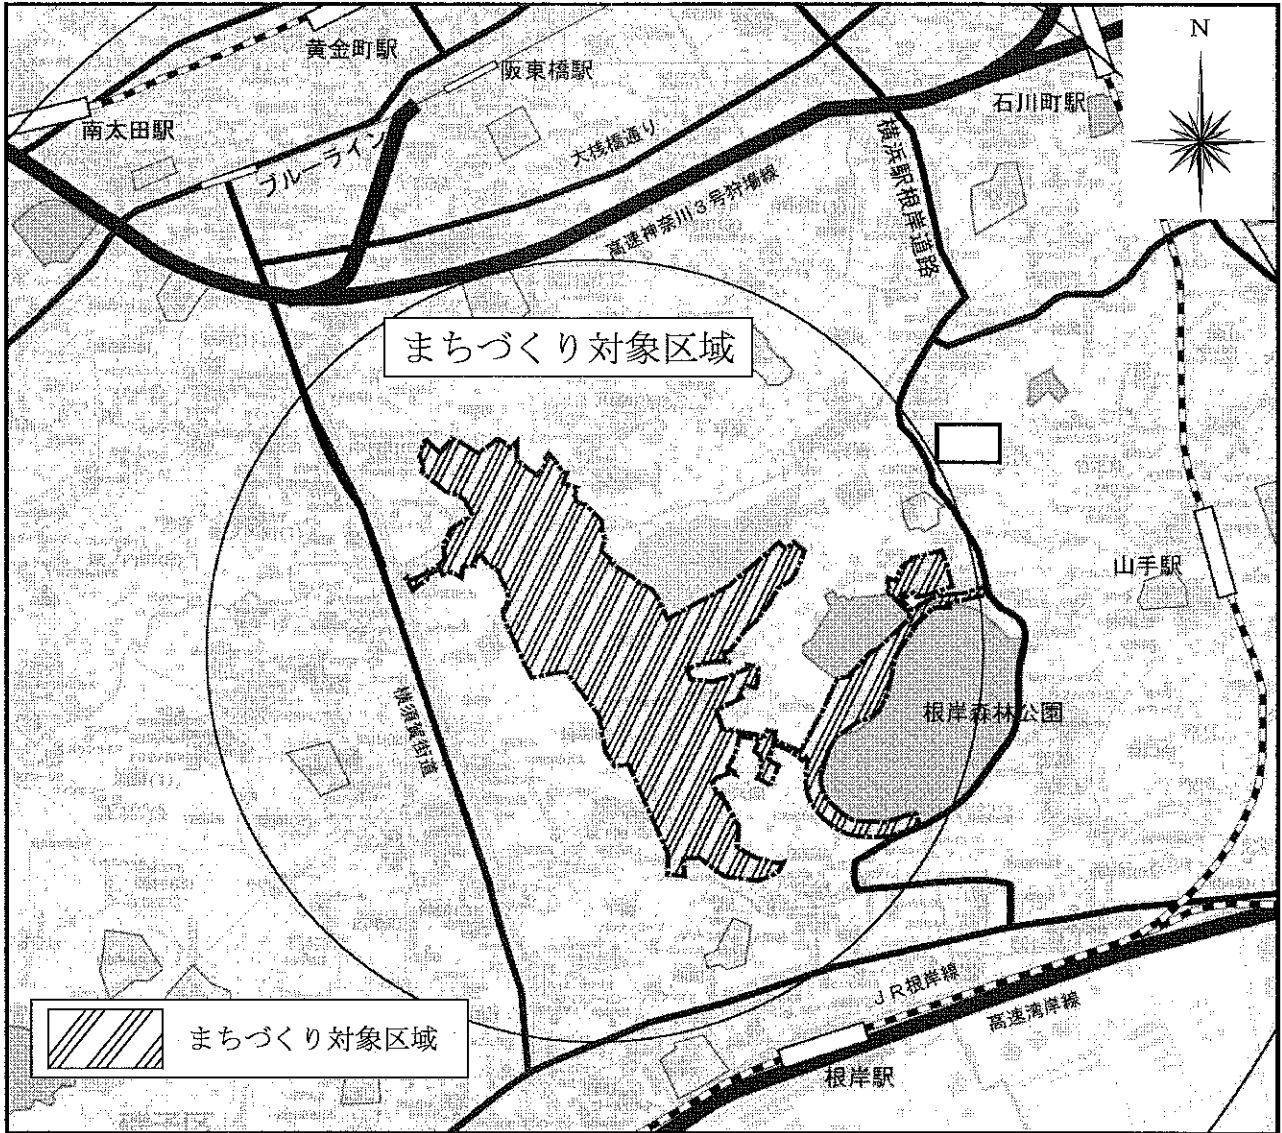 黄金町駅
阪東橋駅
N
石川町駅
南太田駅
ブルーライン
大桟橋通り
横浜駅根岸道路
高速神奈川3号狩場線
まちづくり対象区域
山手駅
横須賀街道
根岸森林公園
まちづくり対象区域
JR根岸線
高速湾岸線
根岸駅